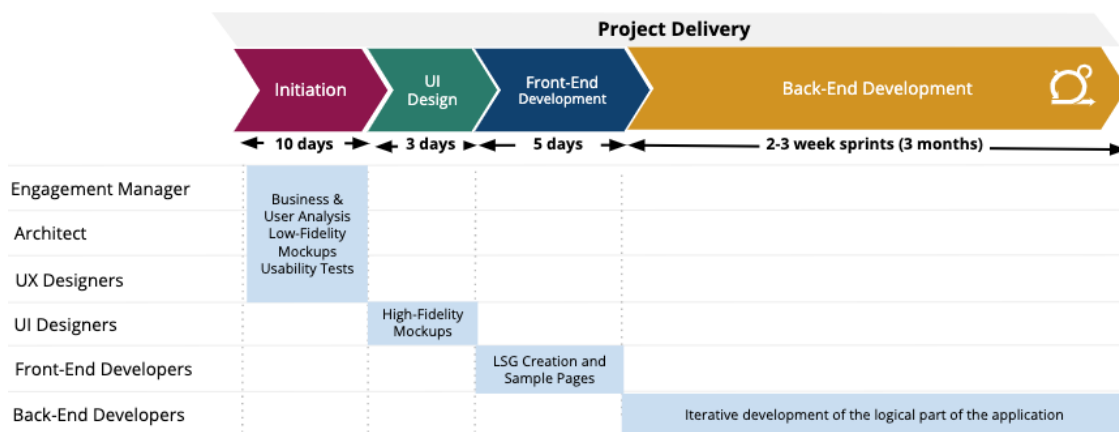 Project Delivery
Initiation
UI
Design
Front-End
Development
Back-End Development
10 days
3 days
5 days
2-3 week sprints (3 months)
Engagement Manager
Architect
UX Designers
Business &
User Analysis
Low-Fidelity
Mockups
Usability Tests
UI Designers
High-Fidelity
Mockups
Front-End Developers
LSG Creation and
Sample Pages
Back-End Developers
Iterative development of the logical part of the application